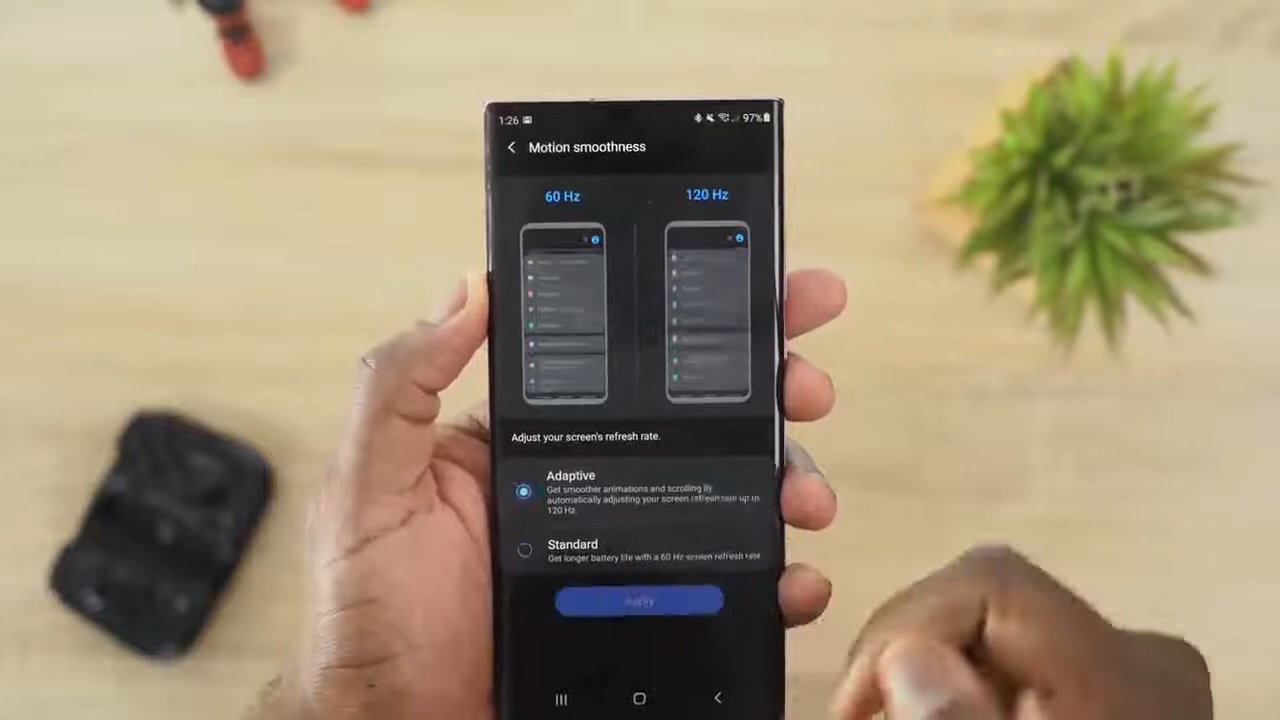 1:26
97%
Motion smoothness
60 Hz
120 Hz
Adjust your screen's refresh rate.
Adaptive
Get smoother animations and scrolling by
automatically adjusting your screen refresh rate up to
120 Hz.
Standard
Get longer battery life with a 60 Hz screen refresh rate